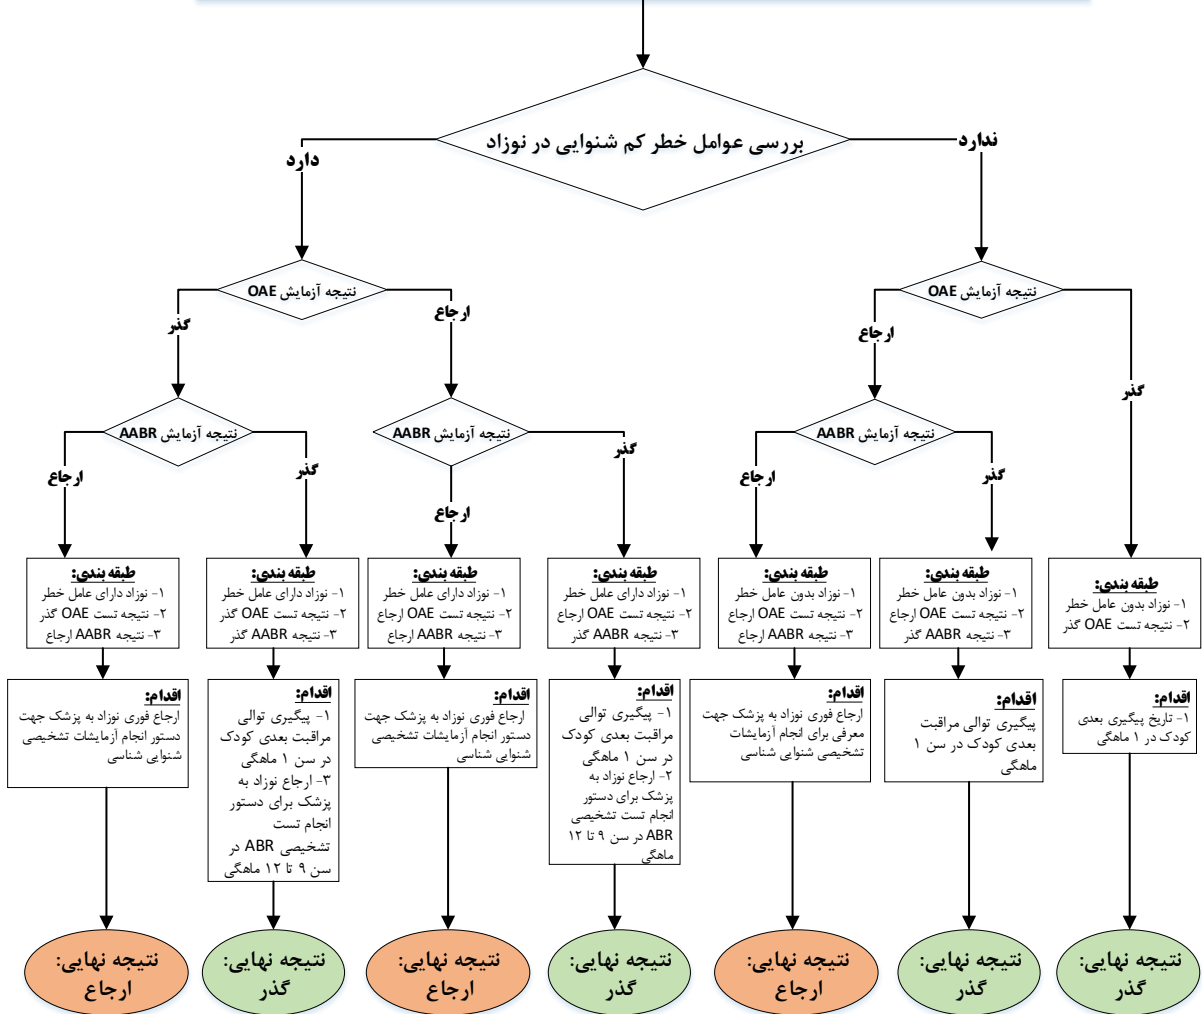 بررسی عوامل خطر کم شنوایی در نوزاد
ندارد
دارد
نتیجه آزمایش OAE
نتیجه آزمایش OAE
ارجاع
گذر
ارجاع
گذر
گذر
نتیجه آزمایش AABR
نتیجه آزمایش AABR
نتیجه آزمایش AABR
گذر
ارجاع
گذر
ارجاع
گذر
ارجاع
طبقه بندی:
۱- نوزاد بدون عامل خطر
۲- نتیجه تست OAE گذر
طبقه بندی:
۱- نوزاد بدون عامل خطر
۲- نتیجه تست OAE ارجاع
۳- نتیجه AABR گذر
طبقه بندی:
۱- نوزاد بدون عامل خطر
۲- نتیجه تست OAE ارجاع
۳- نتیجه AABR ارجاع
طبقه بندی:
۱- نوزاد دارای عامل خطر
۲- نتیجه تست OAE ارجاع
۳- نتیجه AABR گذر
طبقه بندی:
۱- نوزاد دارای عامل خطر
۲- نتیجه تست OAE ارجاع
۳- نتیجه AABR ارجاع
طبقه بندی:
۱- نوزاد دارای عامل خطر
۲- نتیجه تست OAE گذر
۳- نتیجه AABR گذر
طبقه بندی:
۱- نوزاد دارای عامل خطر
۲- نتیجه تست OAE گذر
۳- نتیجه AABR ارجاع
اقدام:
۱- تاریخ پیگیری بعدی
کودک در ۱ ماهگی
اقدام:
پیگیری توالی مراقبت
بعدی کودک در سن ۱
ماهگی
اقدام:
ارجاع فوری نوزاد به پزشک جهت
معرفی برای انجام آزمایشات
تشخیصی شنوایی شناسی
اقدام:
۱- پیگیری توالی
مراقبت بعدی کودک
در سن ۱ ماهگی
۲- ارجاع نوزاد به
پزشک برای دستور
انجام تست تشخیصی
ABR در سن ۹ تا ۱۲
ماهگی
اقدام:
ارجاع فوری نوزاد به پزشک جهت
دستور انجام آزمایشات تشخیصی
شنوایی شناسی
اقدام:
۱- پیگیری توالی
مراقبت بعدی کودک
در سن ۱ ماهگی
۳- ارجاع نوزاد به
پزشک برای دستور
انجام تست
تشخیصی ABR در
سن ۹ تا ۱۲ ماهگی
اقدام:
ارجاع فوری نوزاد به پزشک جهت
دستور انجام آزمایشات تشخیصی
شنوایی شناسی
نتیجه نهایی:
گذر
نتیجه نهایی:
گذر
نتیجه نهایی:
ارجاع
نتیجه نهایی:
گذر
نتیجه نهایی:
ارجاع
نتیجه نهایی:
گذر
نتیجه نهایی:
ارجاع